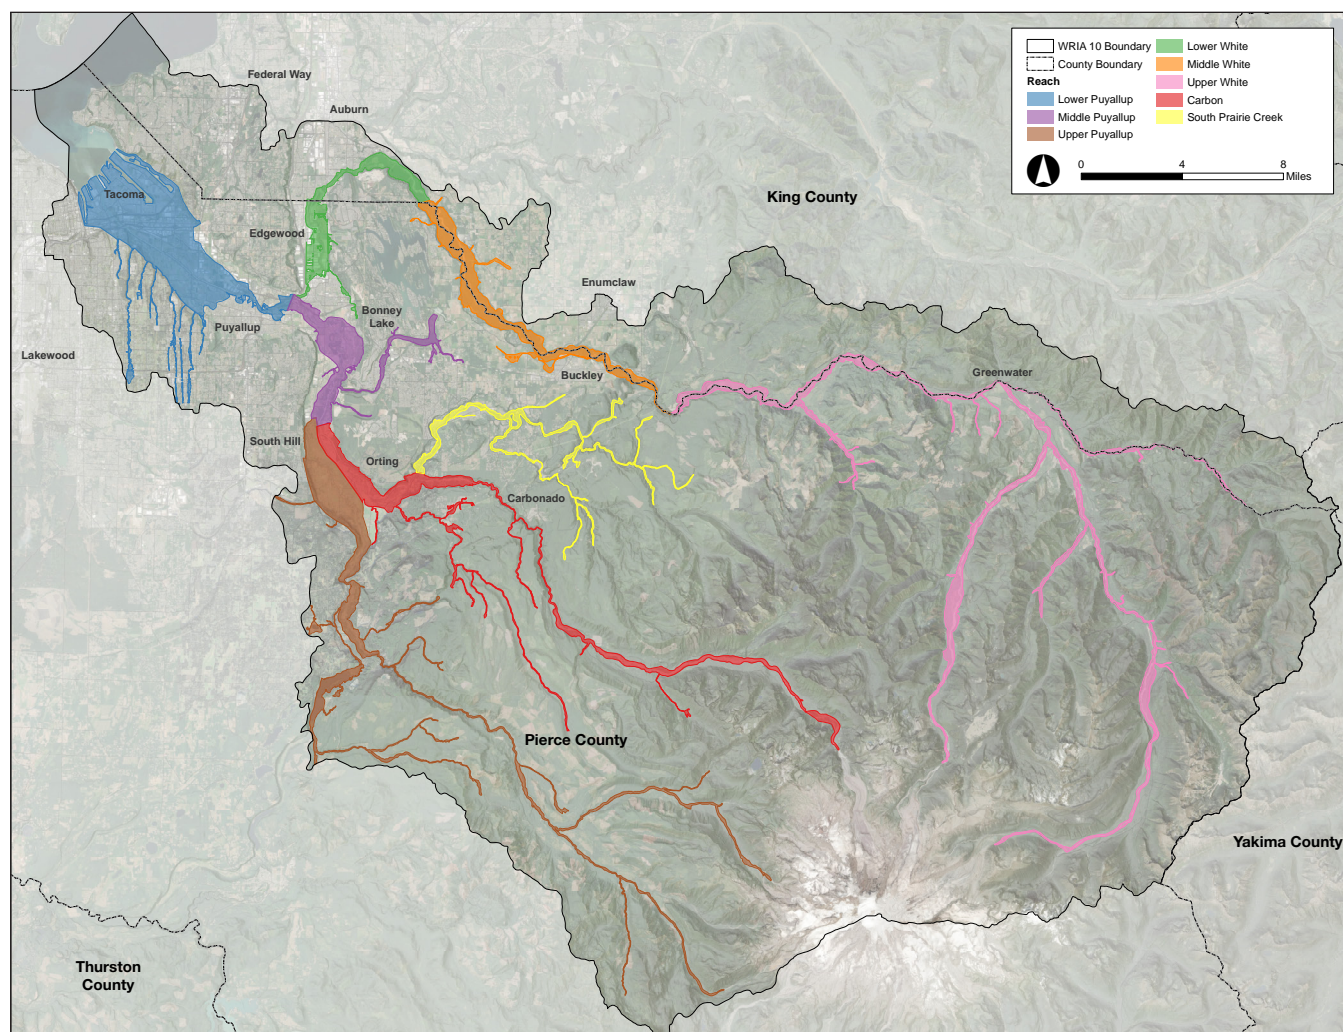 WRIA 10 Boundary
County Boundary
Reach
Lower Puyallup
Middle Puyallup
Upper Puyallup
Lower White
Middle White
Upper White
Carbon
South Prairie Creek
0 4 8
Miles
Federal Way
Auburn
Tacoma
King County
Edgewood
Enumclaw
Bonney
Lake
Puyallup
Lakewood
Buckley
Greenwater
South Hill
Orting
Carbonado
Pierce County
Yakima County
Thurston
County